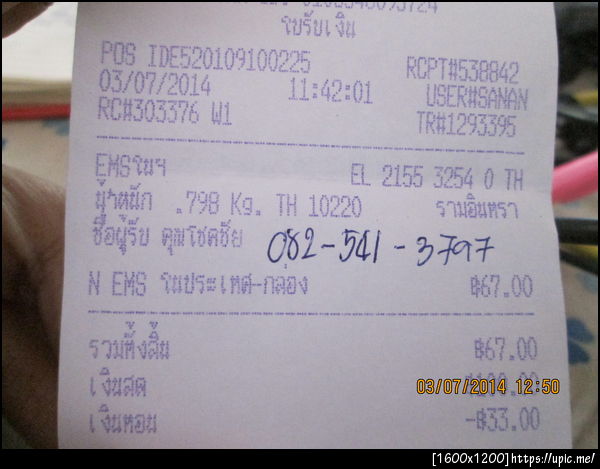 ใบรับเงิน
POS IDE520109100225 RCPT#538842
03/07/2014 11:42:01 USER#SANAN
RC#303376 W1 TR#1293395
EMSในฯ EL 2155 3254 0 TH
น้ำหนัก .798 Kg. TH 10220 รามอินทรา
ชื่อผู้รับ คุณโชคชัย 082-541-3797
N EMS ในประเทศ-กล่อง ฿67.00
รวมทั้งสิ้น ฿67.00
เงินสด
03/07/2014 12:50
เงินทอน -฿33.00
[1600x1200]https://upic.me/